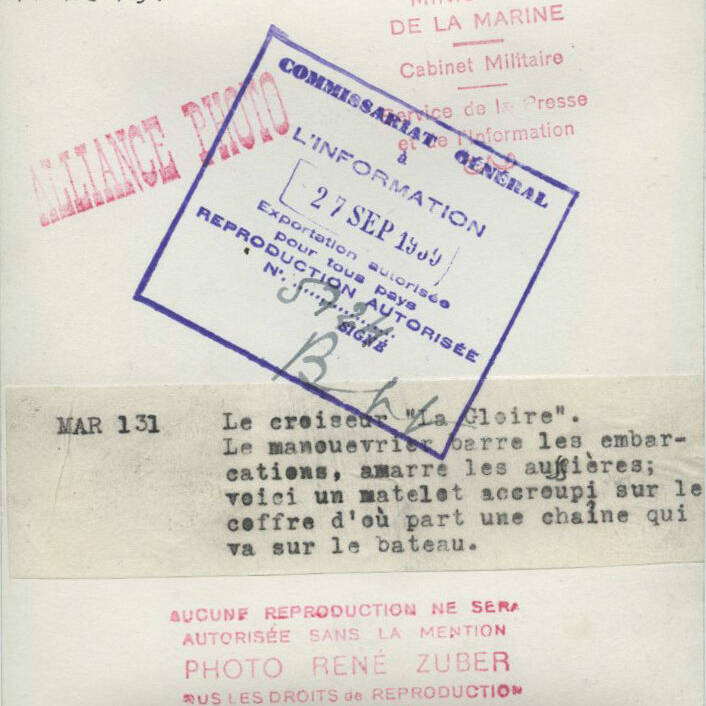 DE LA MARINE
Cabinet Militaire
Service de la Presse
et de l'Information
ALLIANCE PHOTO
COMMISSARIAT GÉNÉRAL
à
L'INFORMATION
27 SEP 1939
Exportation autorisée
pour tous pays
REPRODUCTION AUTORISÉE
N°.................
SIGNÉ
MAR 131 Le croiseur "La Gloire".
Le manouevrier barre les embar-
cations, amarre les aussières;
voici un matelot accroupi sur le
coffre d'où part une chaîne qui
va sur le bateau.
AUCUNE REPRODUCTION NE SERA
AUTORISÉE SANS LA MENTION
PHOTO RENÉ ZUBER
OUS LES DROITS de REPRODUCTION